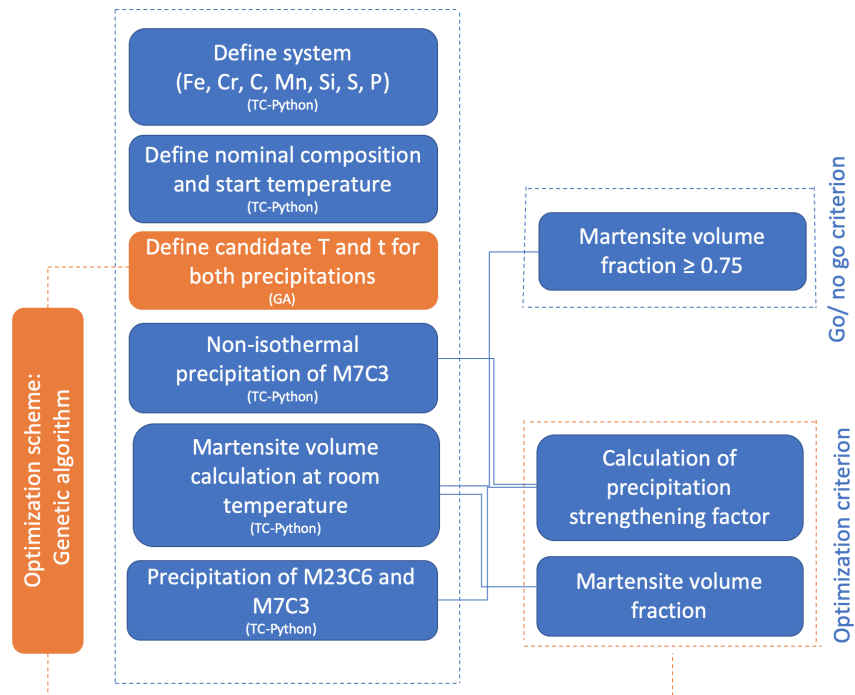 Define system
(Fe, Cr, C, Mn, Si, S, P)
(TC-Python)
Define nominal composition
and start temperature
(TC-Python)
Define candidate T and t for
both precipitations
(GA)
Non-isothermal
precipitation of M7C3
(TC-Python)
Martensite volume
calculation at room
temperature
(TC-Python)
Precipitation of M23C6 and
M7C3
(TC-Python)
Optimization scheme:
Genetic algorithm
Martensite volume
fraction ≥ 0.75
Go/ no go criterion
Calculation of
precipitation
strengthening factor
Martensite volume
fraction
Optimization criterion